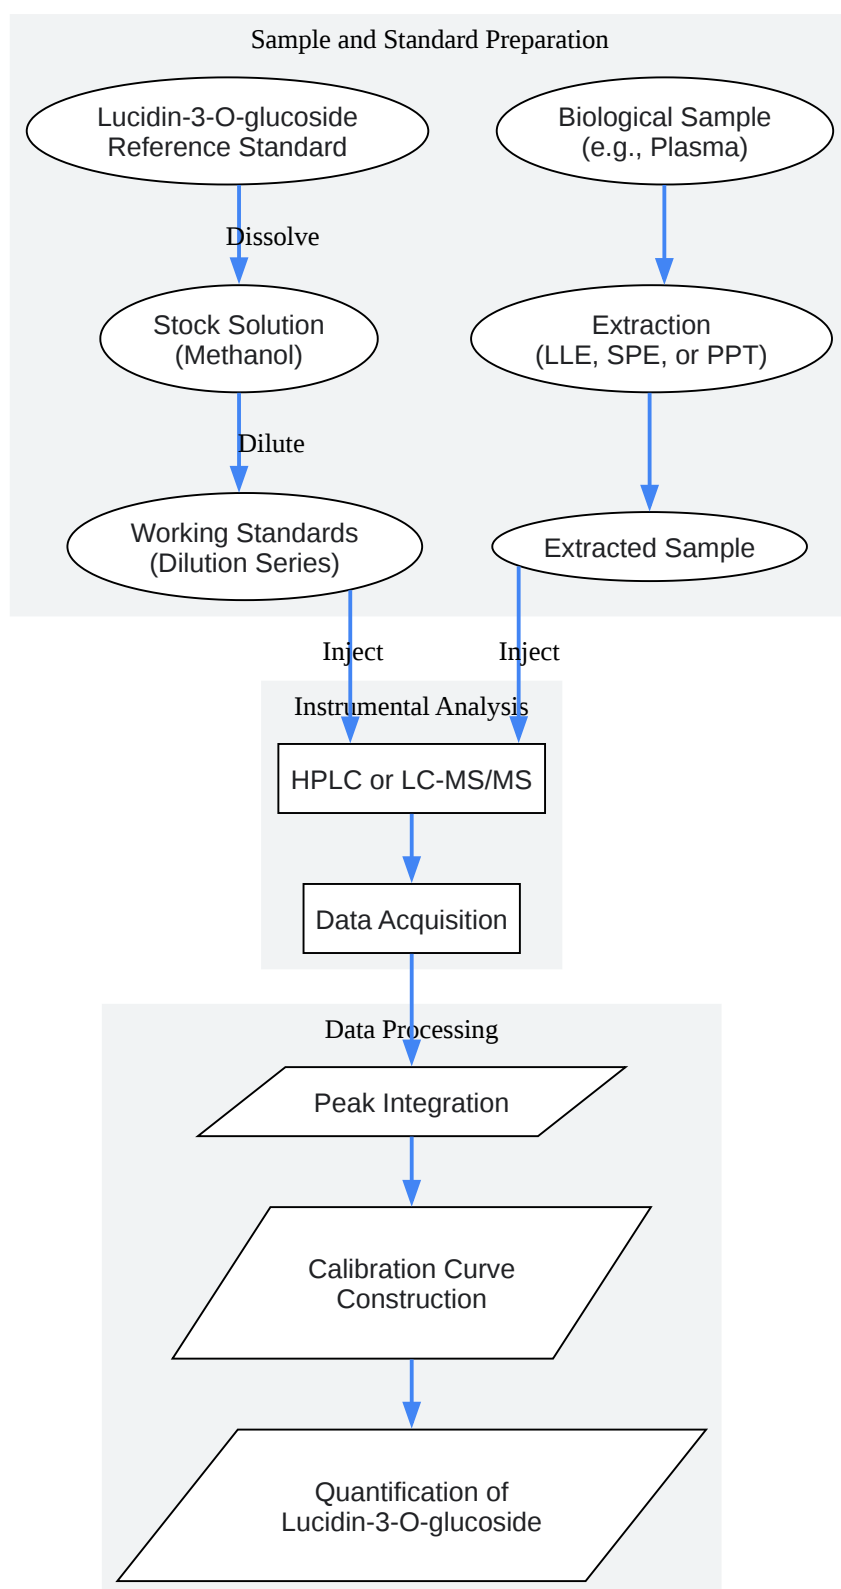 Sample and Standard Preparation
Lucidin-3-O-glucoside
Reference Standard
Biological Sample
(e.g., Plasma)
Dissolve
Stock Solution
(Methanol)
Extraction
(LLE, SPE, or PPT)
Dilute
Working Standards
(Dilution Series)
Extracted Sample
Inject
Inject
Instrumental Analysis
HPLC or LC-MS/MS
Data Acquisition
Data Processing
Peak Integration
Calibration Curve
Construction
Quantification of
Lucidin-3-O-glucoside